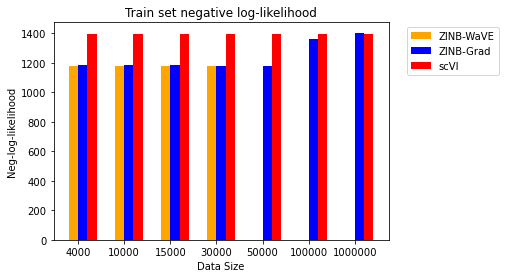 Train set negative log-likelihood
1400
1200
1000
800
600
400
200
0
Neg-log-likelihood
4000 10000 15000 30000 50000 100000 1000000
Data Size
ZINB-WaVE
ZINB-Grad
scVI